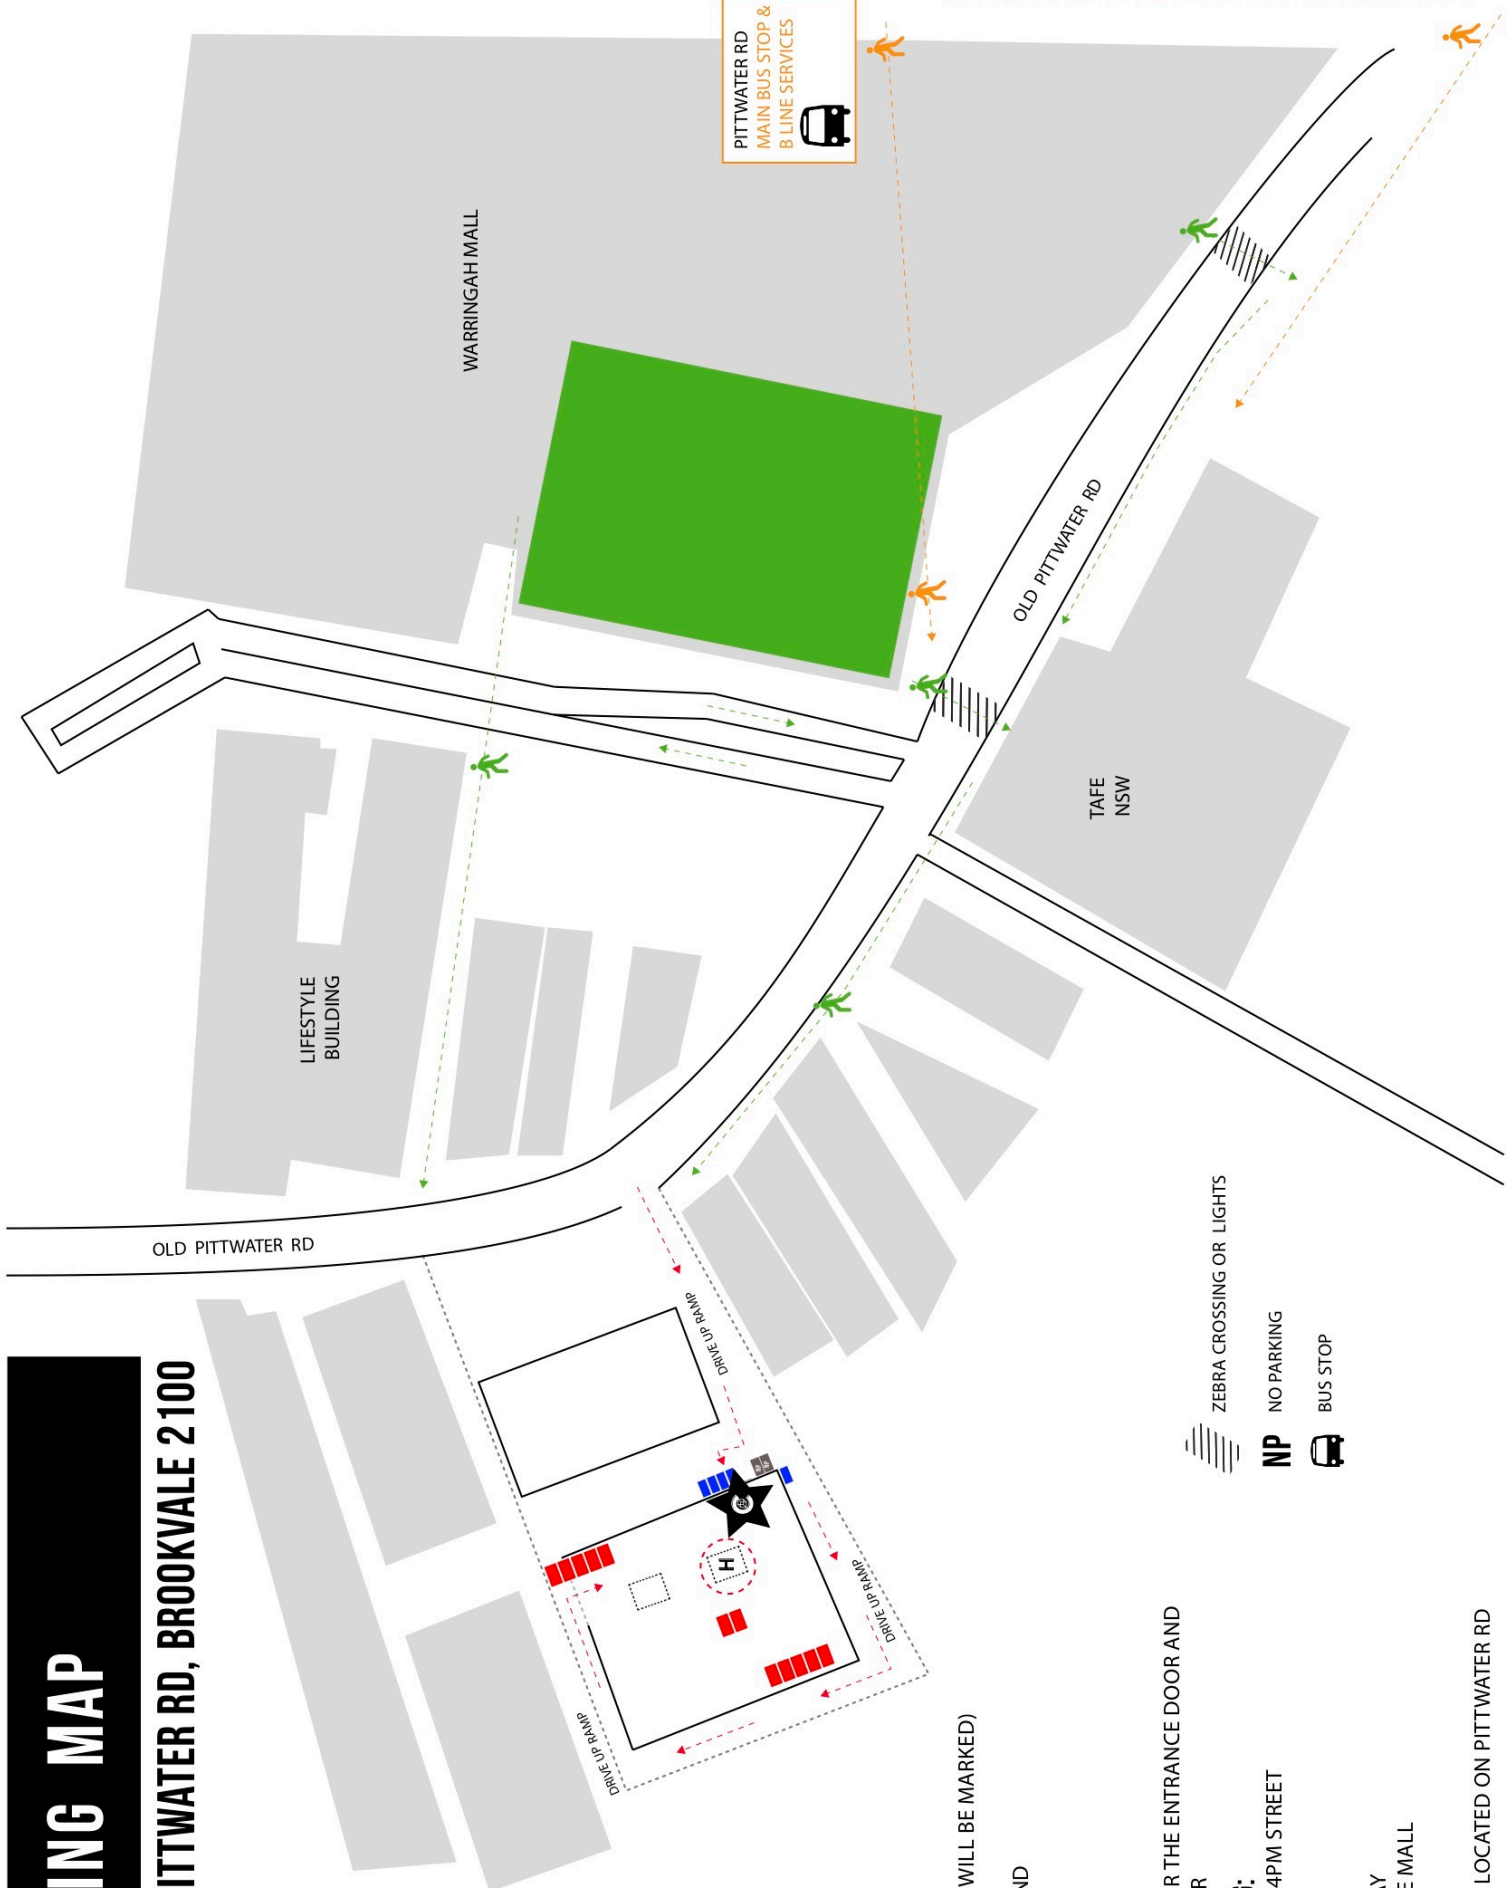 ING MAP
ITTWATER RD, BROOKVALE 2100
PITTWATER RD
MAIN BUS STOP &
B LINE SERVICES
WARRINGAH MALL
OLD PITTWATER RD
TAFE
NSW
LIFESTYLE
BUILDING
OLD PITTWATER RD
DRIVE UP RAMP
DRIVE UP RAMP
DRIVE UP RAMP
H
ZEBRA CROSSING OR LIGHTS
NP NO PARKING
BUS STOP
WILL BE MARKED)
ND
R THE ENTRANCE DOOR AND
R
4PM STREET
AY
E MALL
LOCATED ON PITTWATER RD